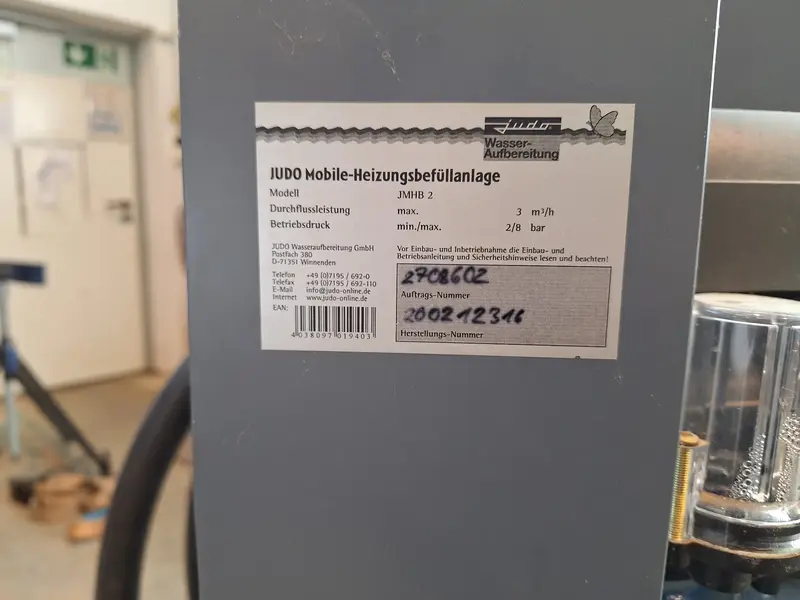 judo
Wasser-
Aufbereitung
JUDO Mobile-Heizungsbefüllanlage
Modell JMHB 2
Durchflussleistung max. 3 m³/h
Betriebsdruck min./max. 2/8 bar
JUDO Wasseraufbereitung GmbH
Postfach 380
D-71351 Winnenden
Telefon +49 (0)7195 / 692-0
Telefax +49 (0)7195 / 692-110
E-Mail info@judo-online.de
Internet www.judo-online.de
EAN:
4 038097 019403
Vor Einbau- und Inbetriebnahme die Einbau- und
Betriebsanleitung und Sicherheitshinweise lesen und beachten!
2708602
Auftrags-Nummer
200212316
Herstellungs-Nummer